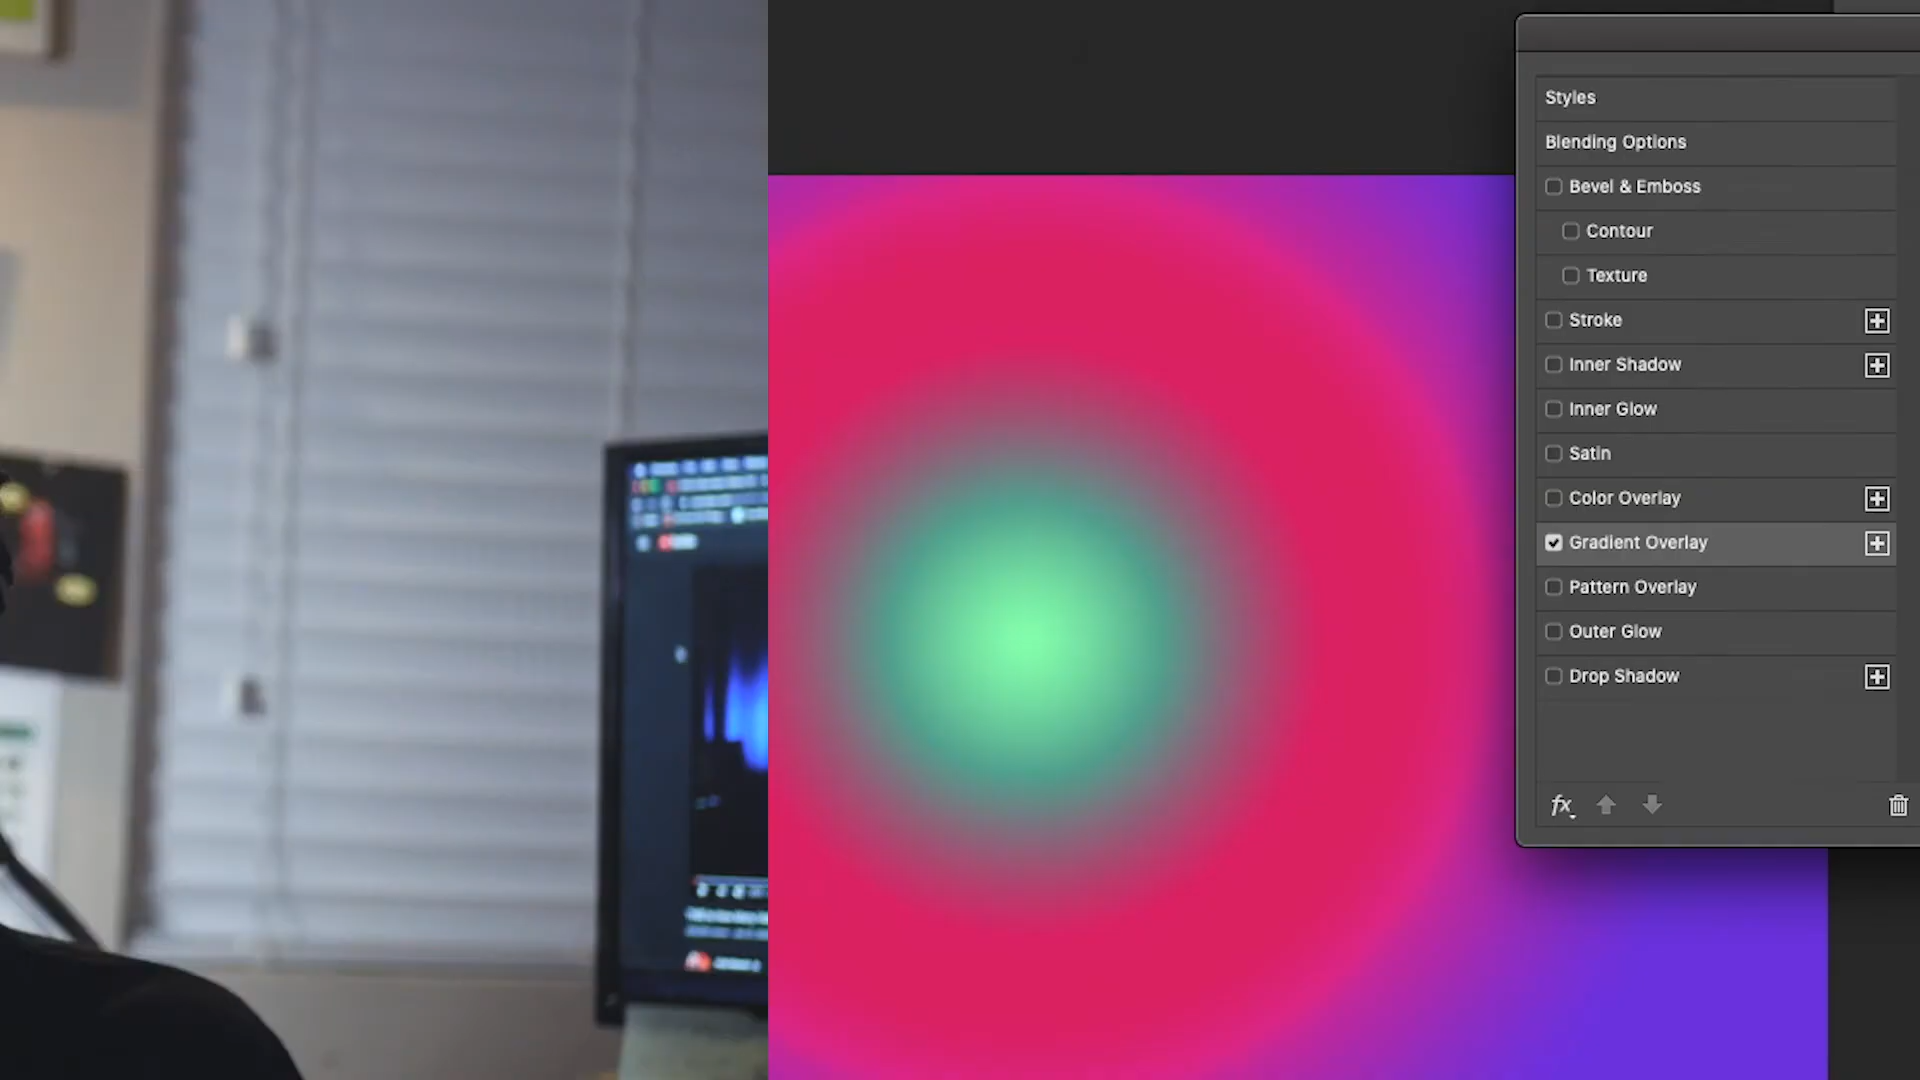 Styles
Blending Options
Bevel & Emboss
Contour
Texture
Stroke
Inner Shadow
Inner Glow
Satin
Color Overlay
Gradient Overlay
Pattern Overlay
Outer Glow
Drop Shadow
fx